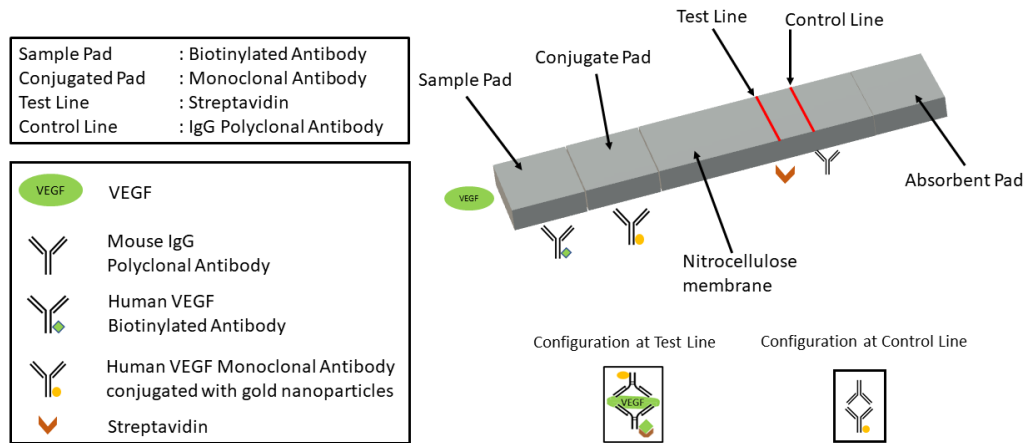 Sample Pad : Biotinylated Antibody
Conjugated Pad : Monoclonal Antibody
Test Line : Streptavidin
Control Line : IgG Polyclonal Antibody
VEGF VEGF
Mouse IgG
Polyclonal Antibody
Human VEGF
Biotinylated Antibody
Human VEGF Monoclonal Antibody
conjugated with gold nanoparticles
Streptavidin
Test Line
Control Line
Conjugate Pad
Sample Pad
VEGF
Absorbent Pad
Nitrocellulose
membrane
Configuration at Test Line
Configuration at Control Line
VEGF